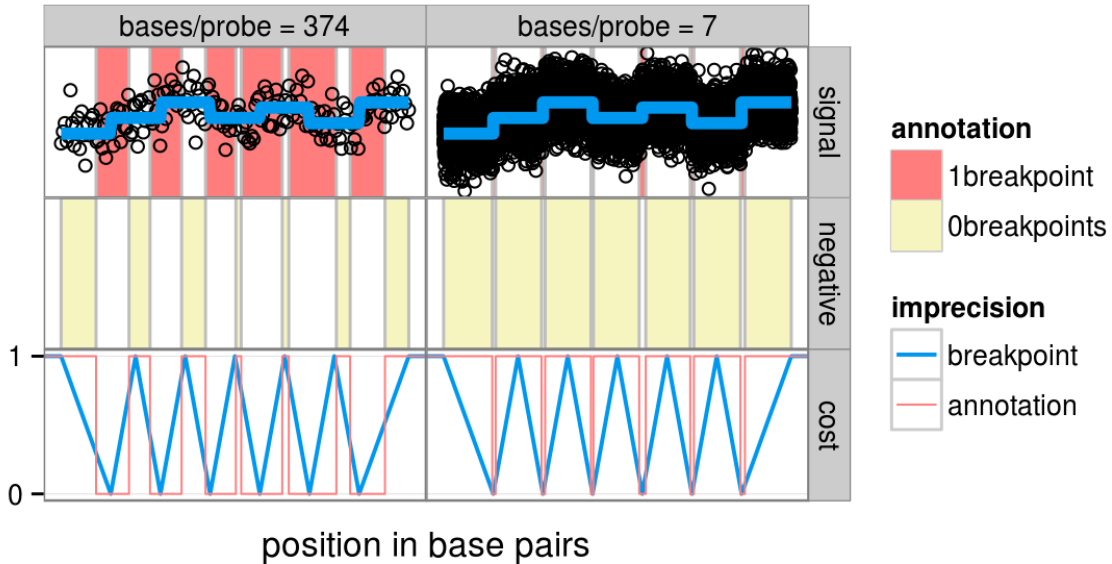 bases/probe = 374
bases/probe = 7
signal
negative
cost
1
0
position in base pairs
annotation
1breakpoint
0breakpoints
imprecision
breakpoint
annotation